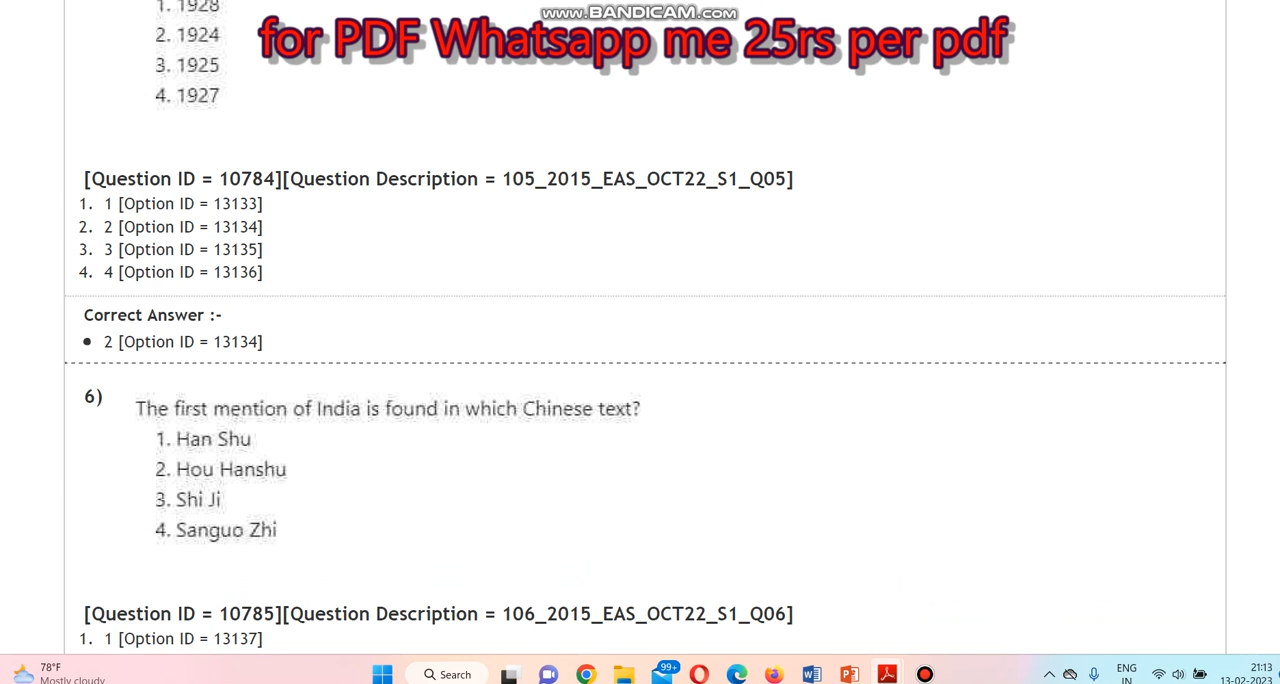 1. 1928
www.BANDICAM.com
for PDF Whatsapp me 25rs per pdf
2. 1924
3. 1925
4. 1927
[Question ID = 10784][Question Description = 105_2015_EAS_OCT22_S1_Q05]
1. 1 [Option ID = 13133]
2. 2 [Option ID = 13134]
3. 3 [Option ID = 13135]
4. 4 [Option ID = 13136]
Correct Answer :-
• 2 [Option ID = 13134]
6)
The first mention of India is found in which Chinese text?
1. Han Shu
2. Hou Hanshu
3. Shi Ji
4. Sanguo Zhi
[Question ID = 10785][Question Description = 106_2015_EAS_OCT22_S1_Q06]
1. 1 [Option ID = 13137]
78°F
Mostly cloudy
Search
99+
ENG
IN
21:13
13-02-2023